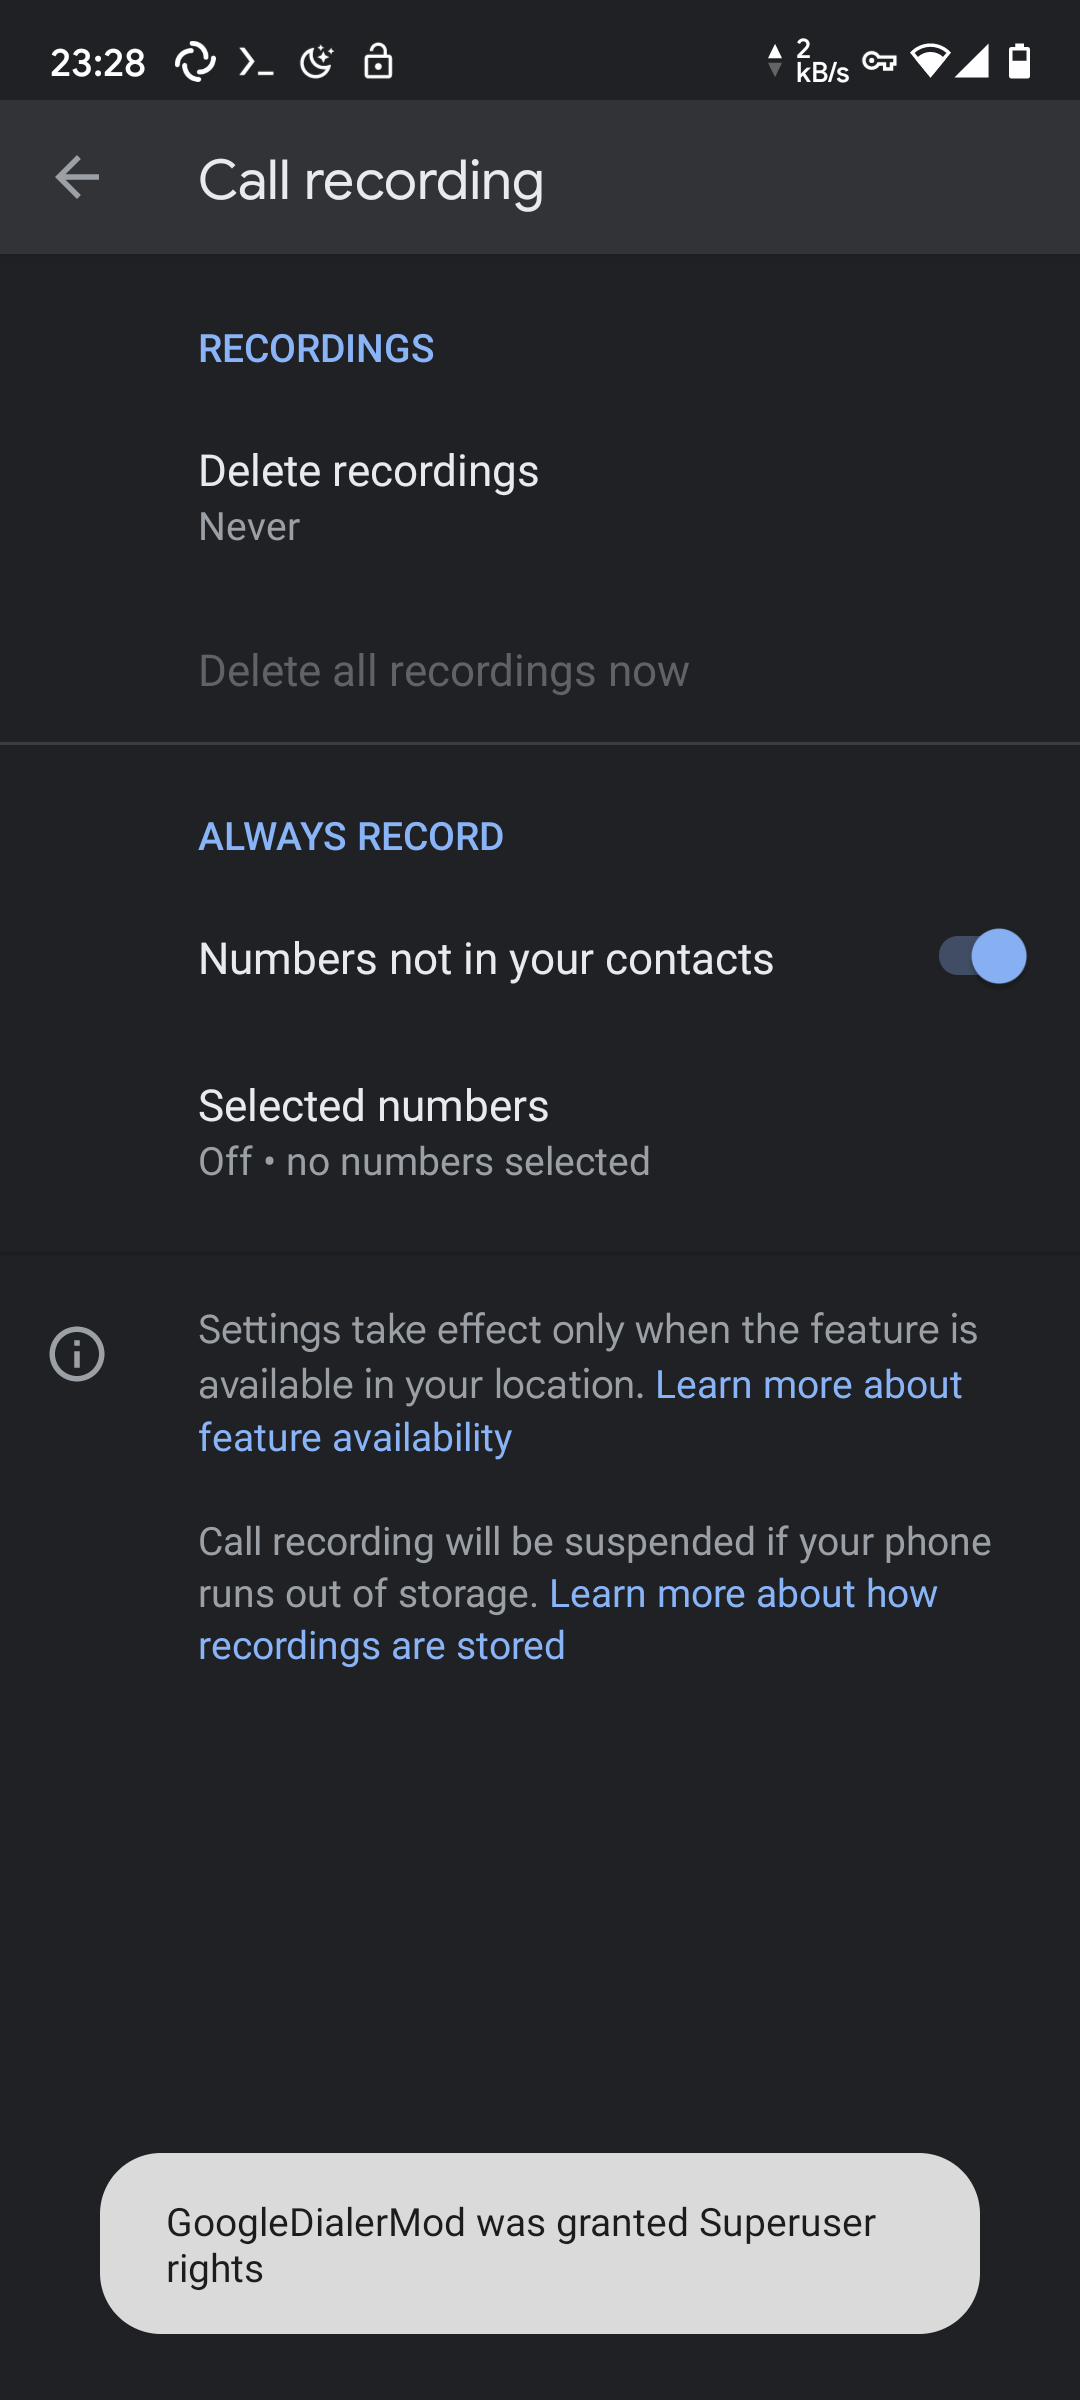 23:28
2
kB/s
Call recording
RECORDINGS
Delete recordings
Never
Delete all recordings now
ALWAYS RECORD
Numbers not in your contacts
Selected numbers
Off • no numbers selected
Settings take effect only when the feature is
available in your location. Learn more about
feature availability
Call recording will be suspended if your phone
runs out of storage. Learn more about how
recordings are stored
GoogleDialerMod was granted Superuser
rights